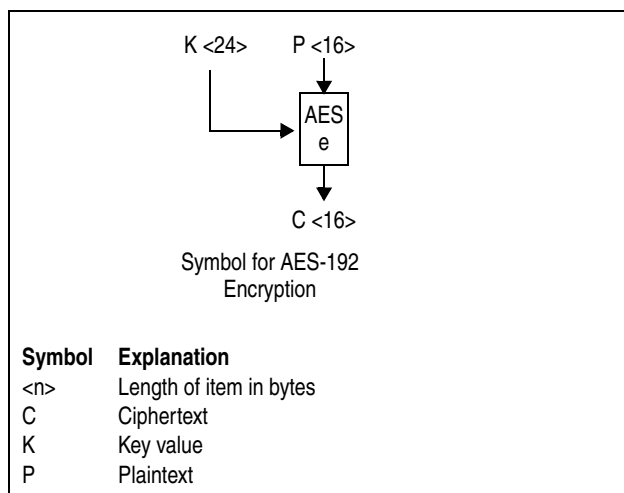 K <24> P <16>
AES
e
C <16>
Symbol for AES-192
Encryption
Symbol Explanation
<n> Length of item in bytes
C Ciphertext
K Key value
P Plaintext